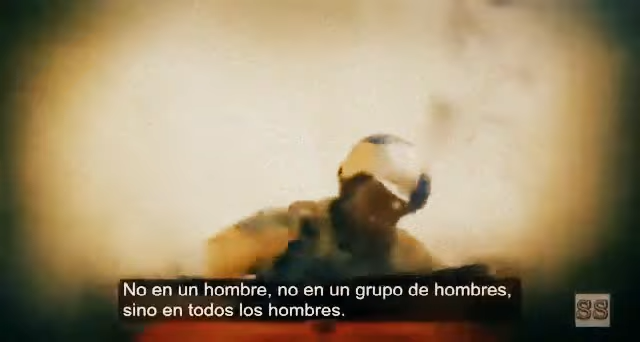 No en un hombre, no en un grupo de hombres,
sino en todos los hombres.
SS